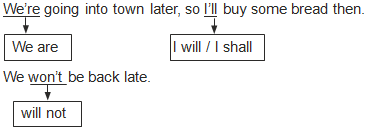 We're going into town later, so I'll buy some bread then.
We are I will / I shall
We won't be back late.
will not